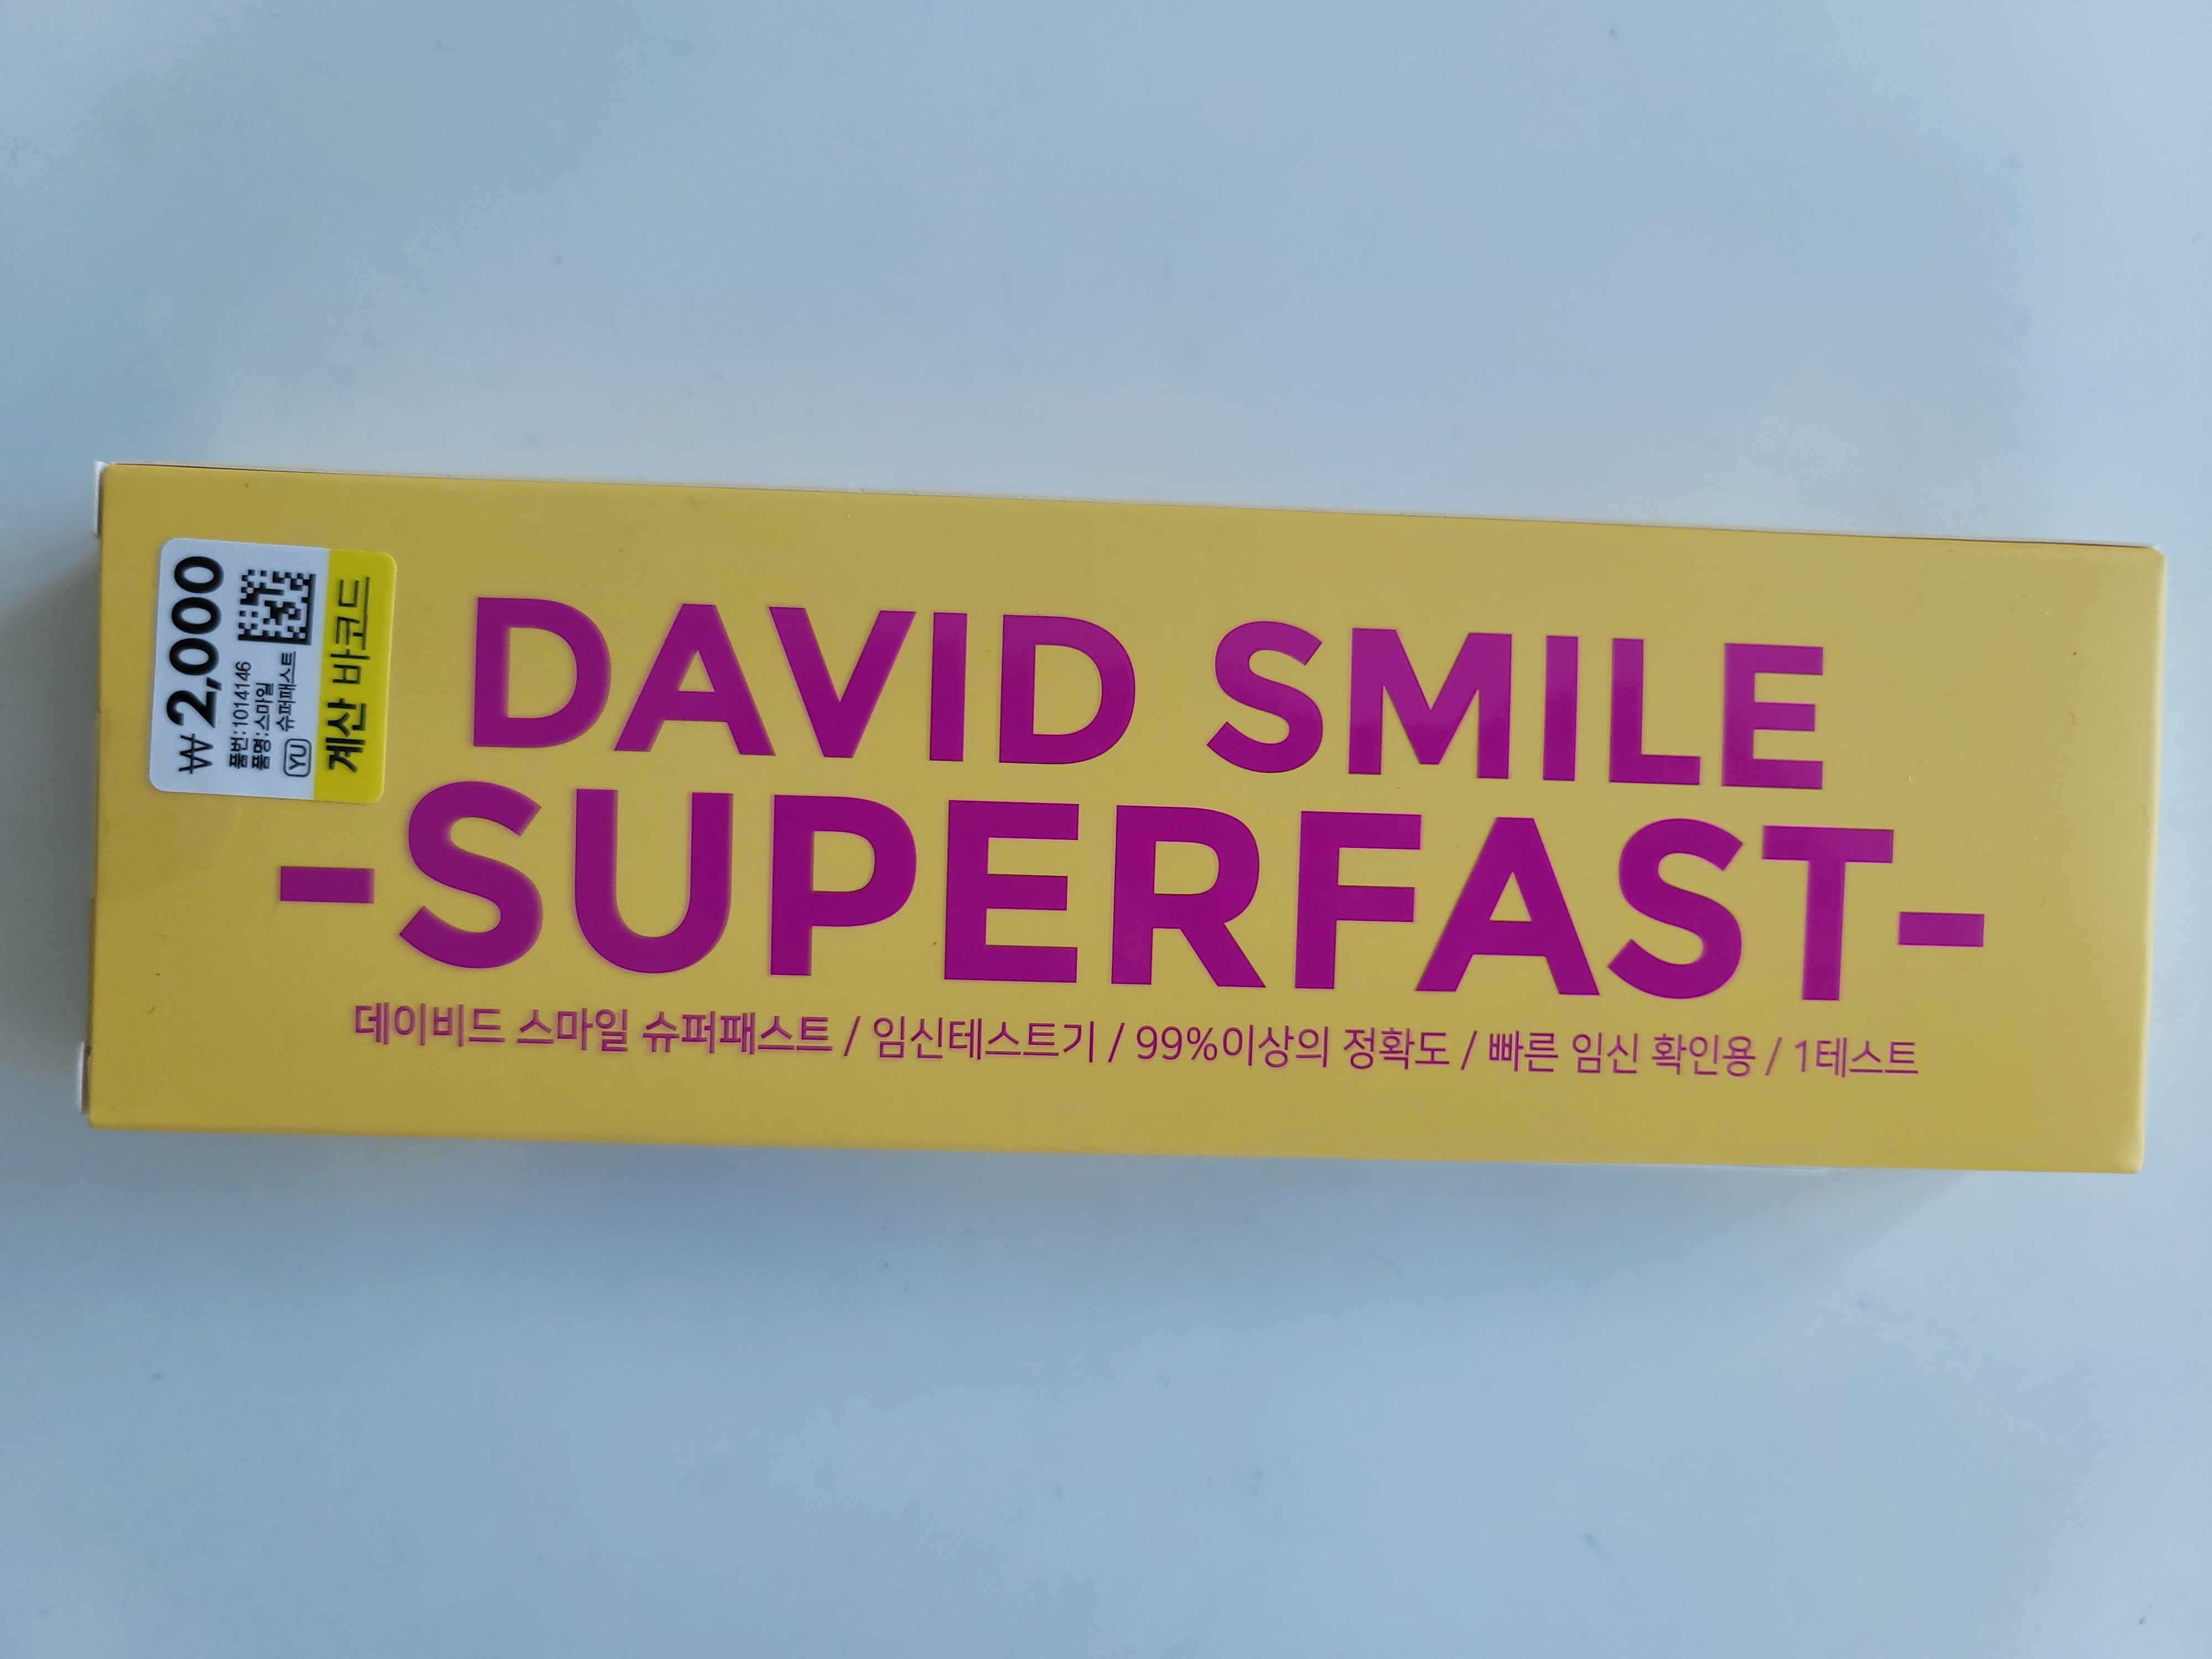 ₩2,000
품번:1014146
품명:스마일
YU 슈퍼패스트
계산 바코드
DAVID SMILE
-SUPERFAST-
데이비드 스마일 슈퍼패스트 / 임신테스트기 / 99%이상의 정확도 / 빠른 임신 확인용 / 1테스트